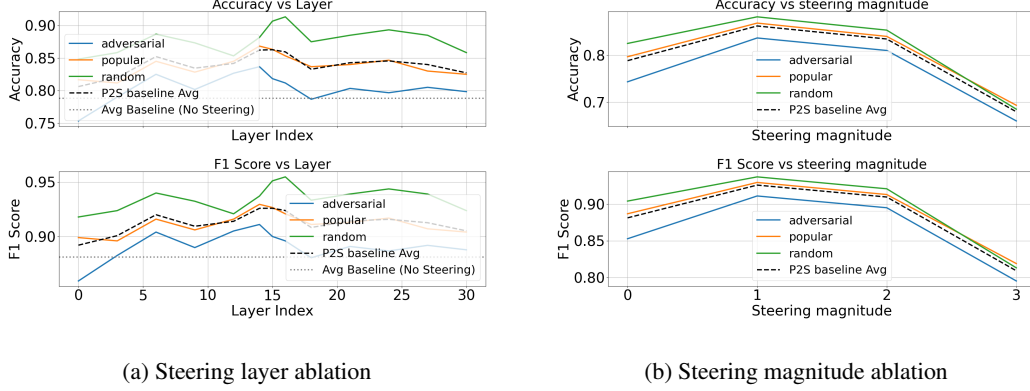 Accuracy vs Layer
0.90
0.85
0.80
0.75
Accuracy
adversarial
popular
random
P2S baseline Avg
Avg Baseline (No Steering)
Layer Index
F1 Score vs Layer
0.95
0.90
F1 Score
adversarial
popular
random
P2S baseline Avg
Avg Baseline (No Steering)
0 5 10 15 20 25 30
Layer Index
(a) Steering layer ablation
Accuracy vs steering magnitude
0.8
0.7
Accuracy
adversarial
popular
random
P2S baseline Avg
Steering magnitude
F1 Score vs steering magnitude
0.90
0.85
0.80
F1 Score
adversarial
popular
random
P2S baseline Avg
0 1 2 3
Steering magnitude
(b) Steering magnitude ablation